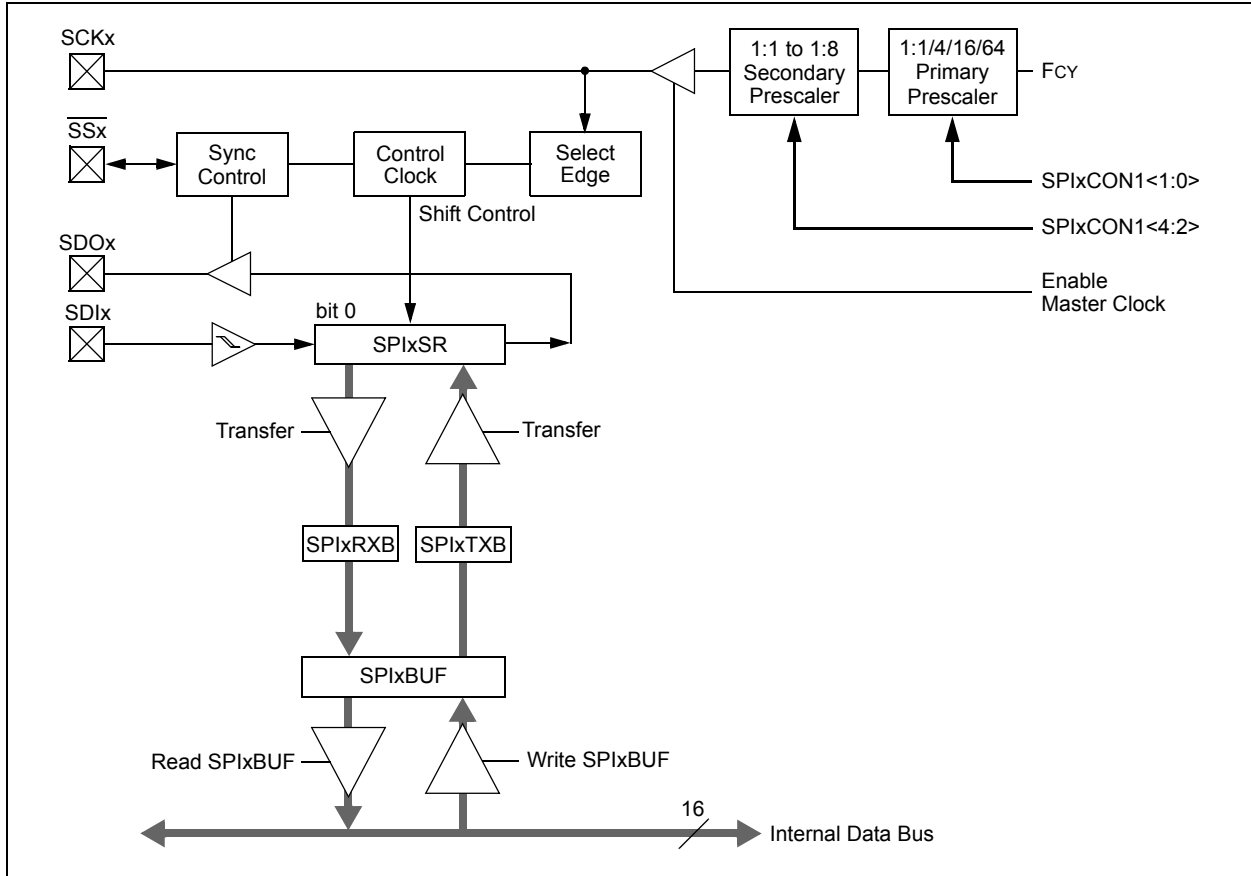 SCKx
1:1 to 1:8
Secondary
Prescaler
1:1/4/16/64
Primary
Prescaler
FCY
SSx
Sync
Control
Control
Clock
Select
Edge
SPIxCON1<1:0>
Shift Control
SPIxCON1<4:2>
SDOx
Enable
Master Clock
SDIx
bit 0
SPIxSR
Transfer
Transfer
SPIxRXB
SPIxTXB
SPIxBUF
Read SPIxBUF
Write SPIxBUF
16
Internal Data Bus